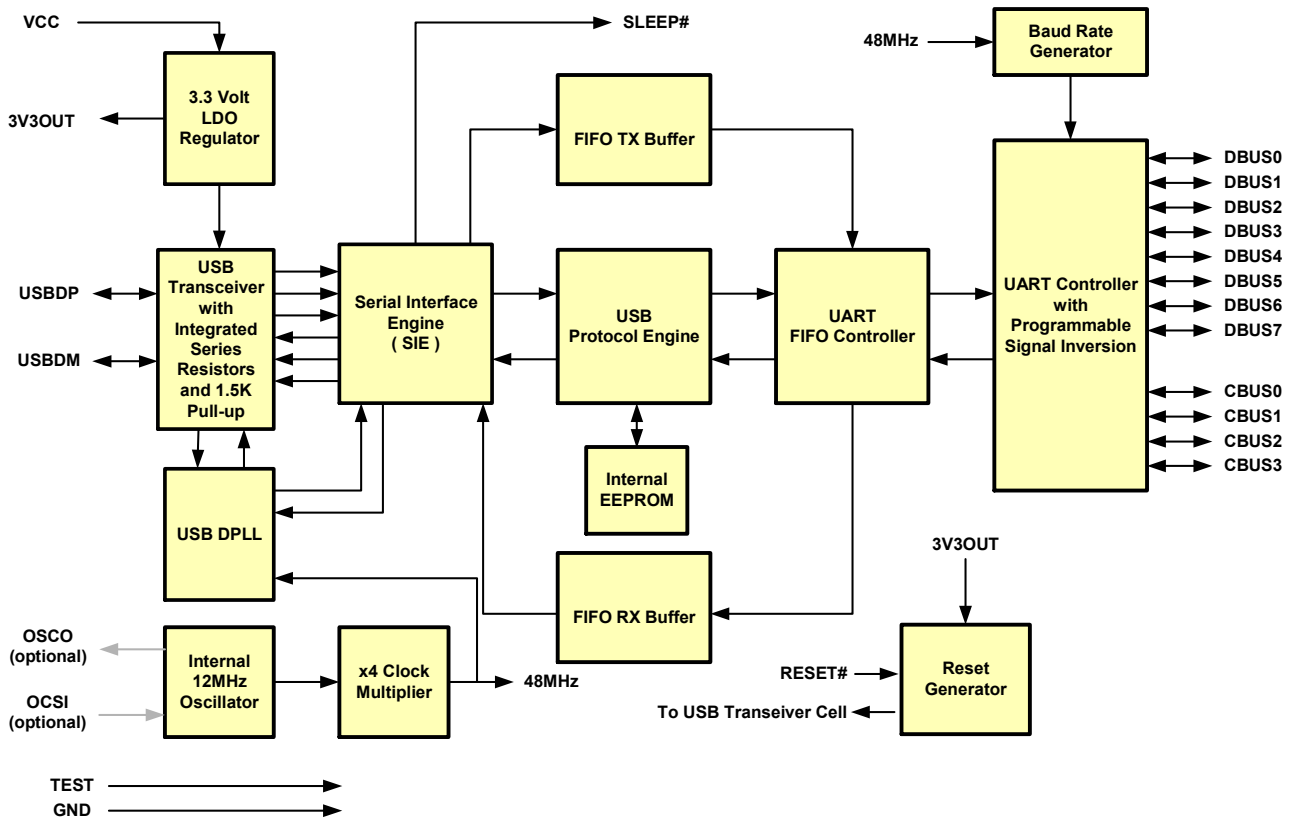 VCC
SLEEP#
48MHz
Baud Rate
Generator
3.3 Volt
LDO
Regulator
3V3OUT
FIFO TX Buffer
DBUS0
DBUS1
DBUS2
DBUS3
DBUS4
DBUS5
DBUS6
DBUS7
CBUS0
CBUS1
CBUS2
CBUS3
USBDP
USBDM
USB
Transceiver
with
Integrated
Series
Resistors
and 1.5K
Pull-up
Serial Interface
Engine
( SIE )
USB
Protocol Engine
UART
FIFO Controller
UART Controller
with
Programmable
Signal Inversion
USB DPLL
Internal
EEPROM
3V3OUT
FIFO RX Buffer
OSCO
(optional)
OCSI
(optional)
Internal
12MHz
Oscillator
x4 Clock
Multiplier
48MHz
RESET#
Reset
Generator
To USB Transeiver Cell
TEST
GND